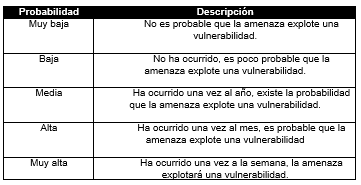 Probabilidad Descripción
Muy baja No es probable que la amenaza explote una
vulnerabilidad.
Baja No ha ocurrido, es poco probable que la
amenaza explote una vulnerabilidad.
Media Ha ocurrido una vez al año, existe la probabilidad
que la amenaza explote una vulnerabilidad.
Alta Ha ocurrido una vez al mes, es probable que la
amenaza explote una vulnerabilidad
Muy alta Ha ocurrido una vez a la semana, la amenaza
explotará una vulnerabilidad.